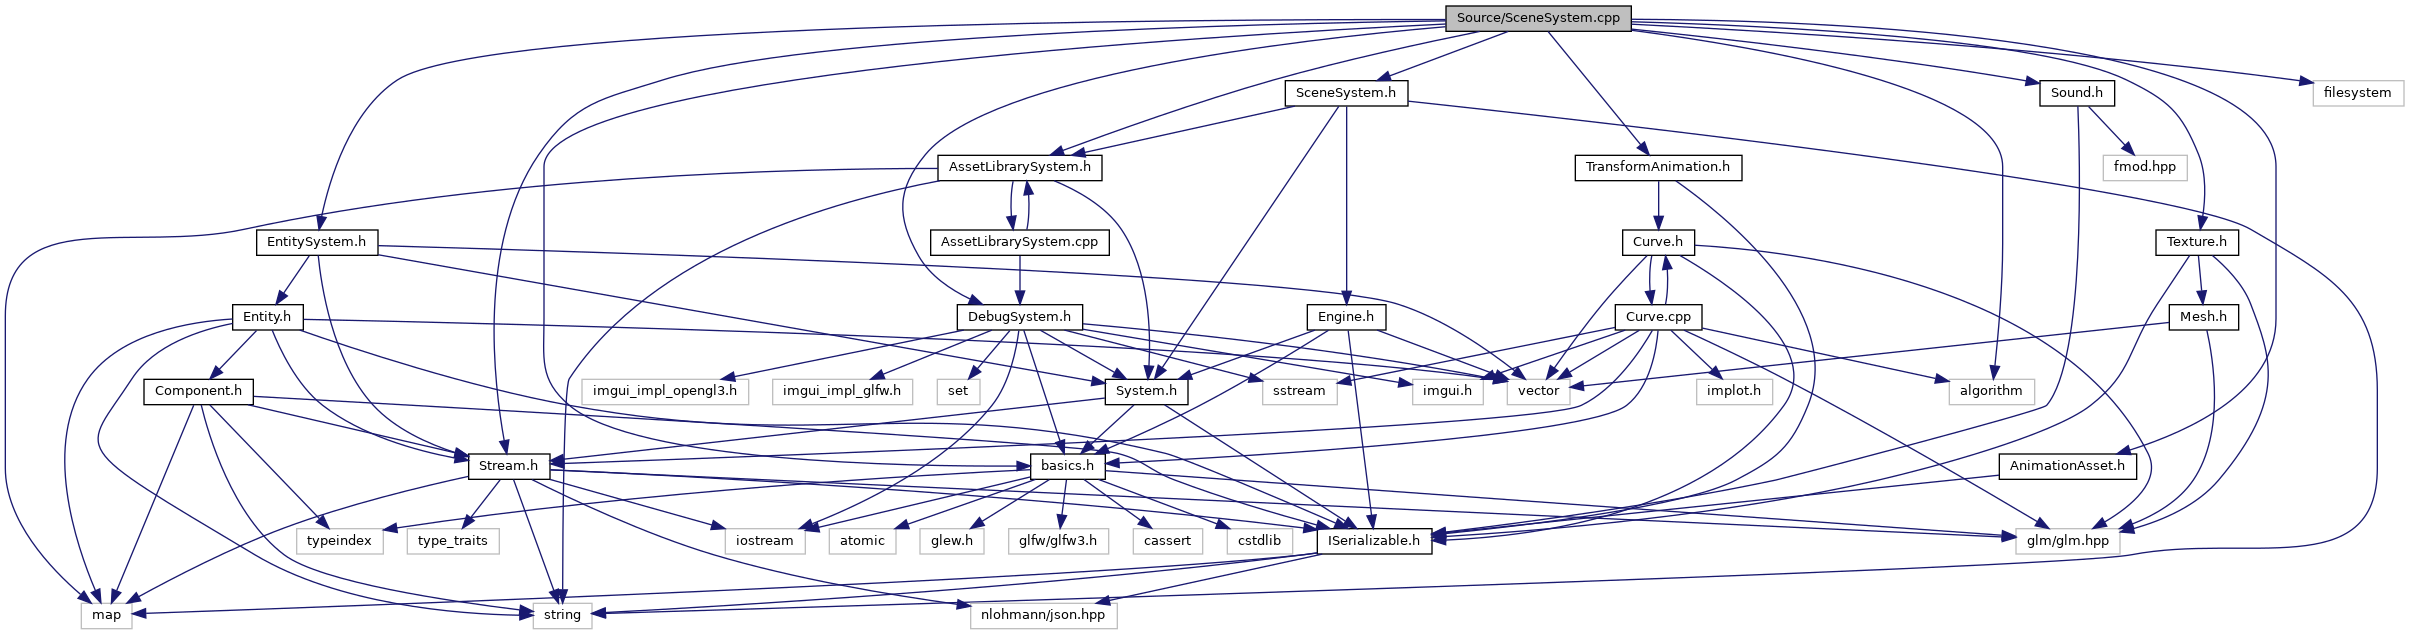 Source/SceneSystem.cpp
SceneSystem.h
Sound.h
filesystem
AssetLibrarySystem.h
TransformAnimation.h
fmod.hpp
EntitySystem.h
AssetLibrarySystem.cpp
Curve.h
Texture.h
Entity.h
DebugSystem.h
Engine.h
Curve.cpp
Mesh.h
Component.h
imgui_impl_opengl3.h
imgui_impl_glfw.h
set
System.h
sstream
imgui.h
vector
implot.h
algorithm
Stream.h
basics.h
AnimationAsset.h
typeindex
type_traits
iostream
atomic
glew.h
glfw/glfw3.h
cassert
cstdlib
ISerializable.h
glm/glm.hpp
map
string
nlohmann/json.hpp